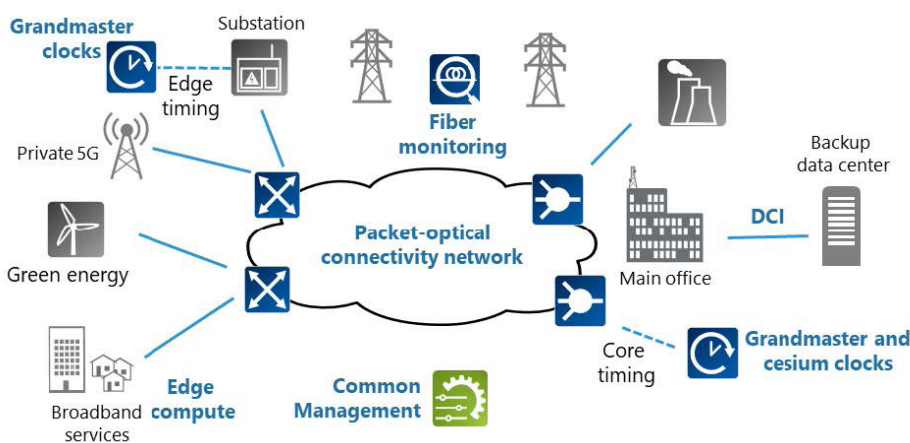 Grandmaster
clocks
Substation
Edge
timing
Private 5G
Fiber
monitoring
Backup
data center
Packet-optical
connectivity network
DCI
Green energy
Main office
Core
timing
Grandmaster and
cesium clocks
Edge
compute
Common
Management
Broadband
services